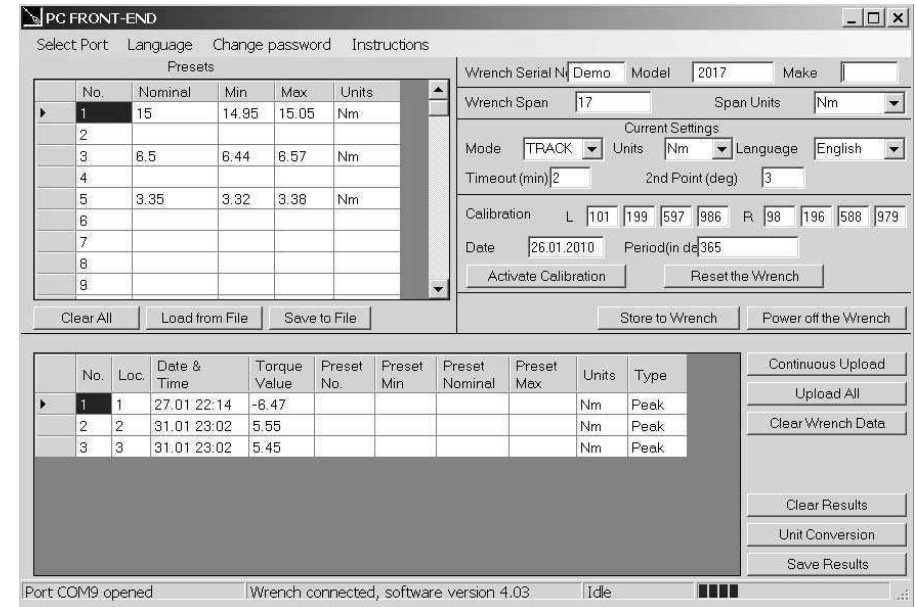 PC FRONT-END
Select Port Language Change password Instructions
Presets
No. Nominal Min Max Units
1 15 14.95 15.05 Nm
2
3 6.5 6.44 6.57 Nm
4
5 3.35 3.32 3.38 Nm
6
7
8
9
Clear All Load from File Save to File
Wrench Serial N Demo Model 2017 Make
Wrench Span 17 Span Units Nm
Current Settings
Mode TRACK Units Nm Language English
Timeout (min) 2 2nd Point (deg) 3
Calibration L 101 199 597 986 R 98 196 588 979
Date 26.01.2010 Period(in de 365
Activate Calibration Reset the Wrench
Store to Wrench Power off the Wrench
No. Loc. Date & Time Torque Value Preset No. Preset Min Preset Nominal Preset Max Units Type
1 1 27.01 22:14 -6.47 Nm Peak
2 2 31.01 23:02 5.55 Nm Peak
3 3 31.01 23:02 5.45 Nm Peak
Continuous Upload
Upload All
Clear Wrench Data
Clear Results
Unit Conversion
Save Results
Port COM9 opened Wrench connected, software version 4.03 Idle